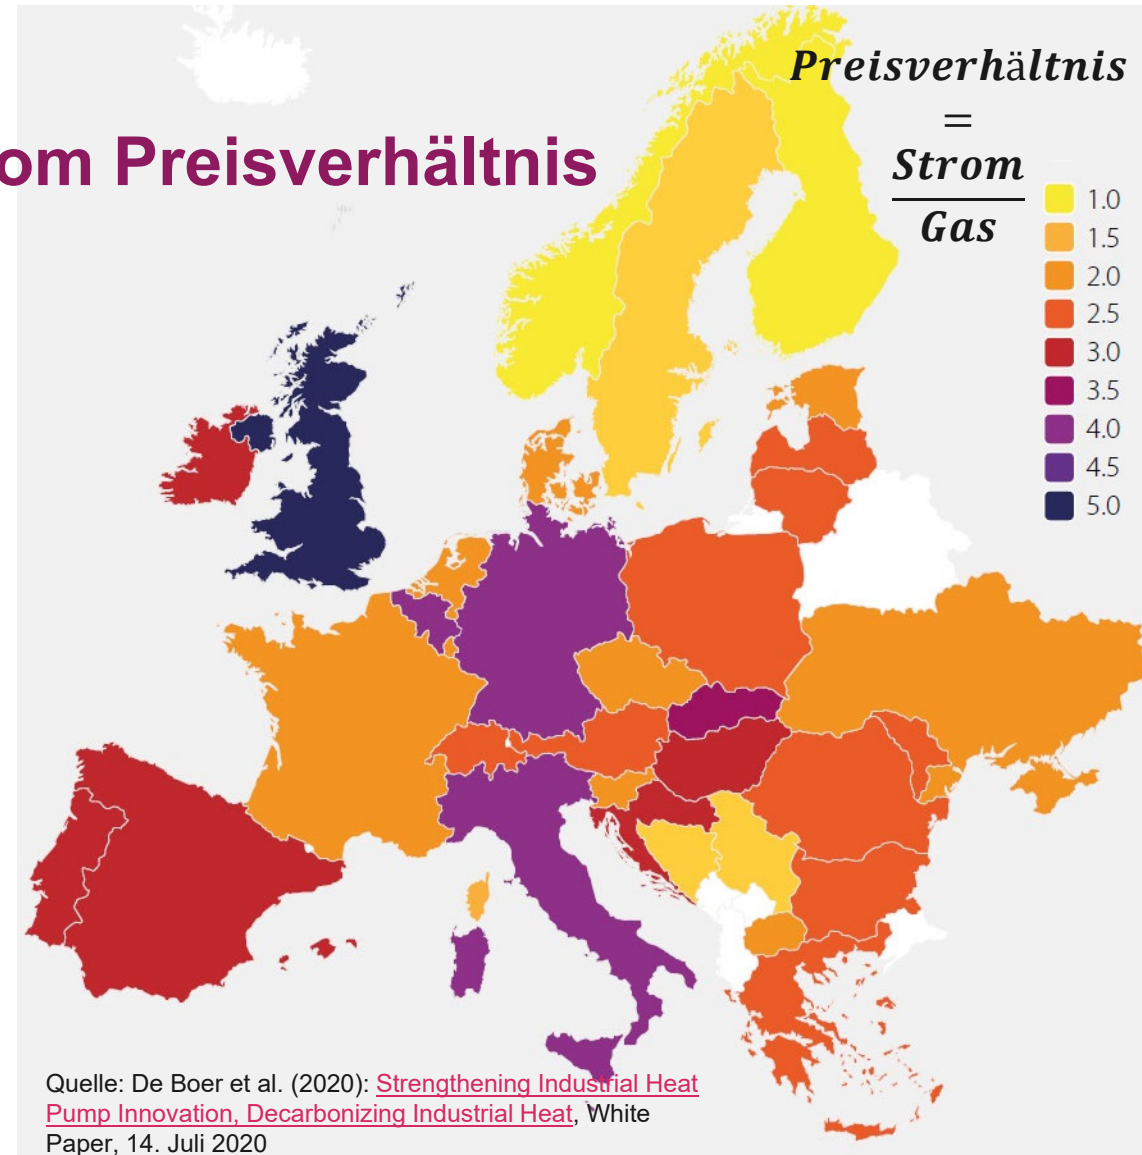 Preisverhältnis
=
om Preisverhältnis
Strom
Gas
1.0
1.5
2.0
2.5
3.0
3.5
4.0
4.5
5.0
Quelle: De Boer et al. (2020): Strengthening Industrial Heat
Pump Innovation, Decarbonizing Industrial Heat, White
Paper, 14. Juli 2020